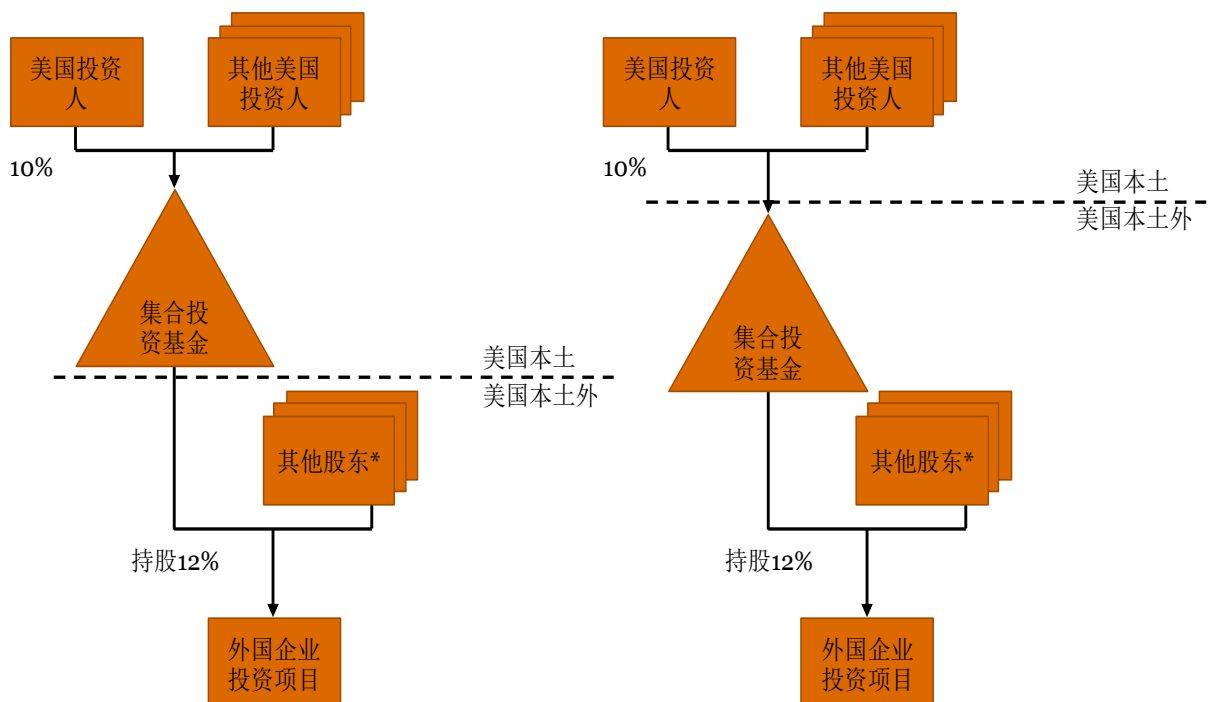 美国投资
人
其他美国
投资人
10%
集合投
资基金
美国本土
美国本土外
其他股东*
持股12%
外国企业
投资项目
美国投资
人
其他美国
投资人
10%
美国本土
美国本土外
集合投
资基金
其他股东*
持股12%
外国企业
投资项目